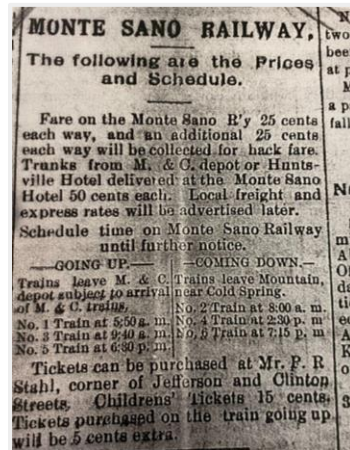 MONTE SANO RAILWAY.
The following are the Prices
and Schedule.
Fare on the Monte Sano R'y 25 cents
each way, and an additional 25 cents
each way will be collected for hack fare.
Trunks from M. & C. depot or Hunts-
ville Hotel delivered at the Monte Sano
Hotel 50 cents each. Local freight and
express rates will be advertised later.
Schedule time on Monte Sano Railway
until further notice.
—GOING UP.—
Trains leave M. & C.
depot subject to arrival
of M. & C. trains,
No. 1 Train at 5:50 a. m.
No. 3 Train at 9:40 a. m.
No. 5 Train at 6:30 p. m.
—COMING DOWN.—
Trains leave Mountain,
near Cold Spring.
No. 2 Train at 8:00 a. m.
No. 4 Train at 2:30 p. m
No, 6 Train at 7:15 p. m
Tickets can be purchased at Mr. F. R
Stahl, corner of Jefferson and Clinton
Streets, Childrens' Tickets 15 cents.
Tickets purchased on the train going up
will be 5 cents extra.